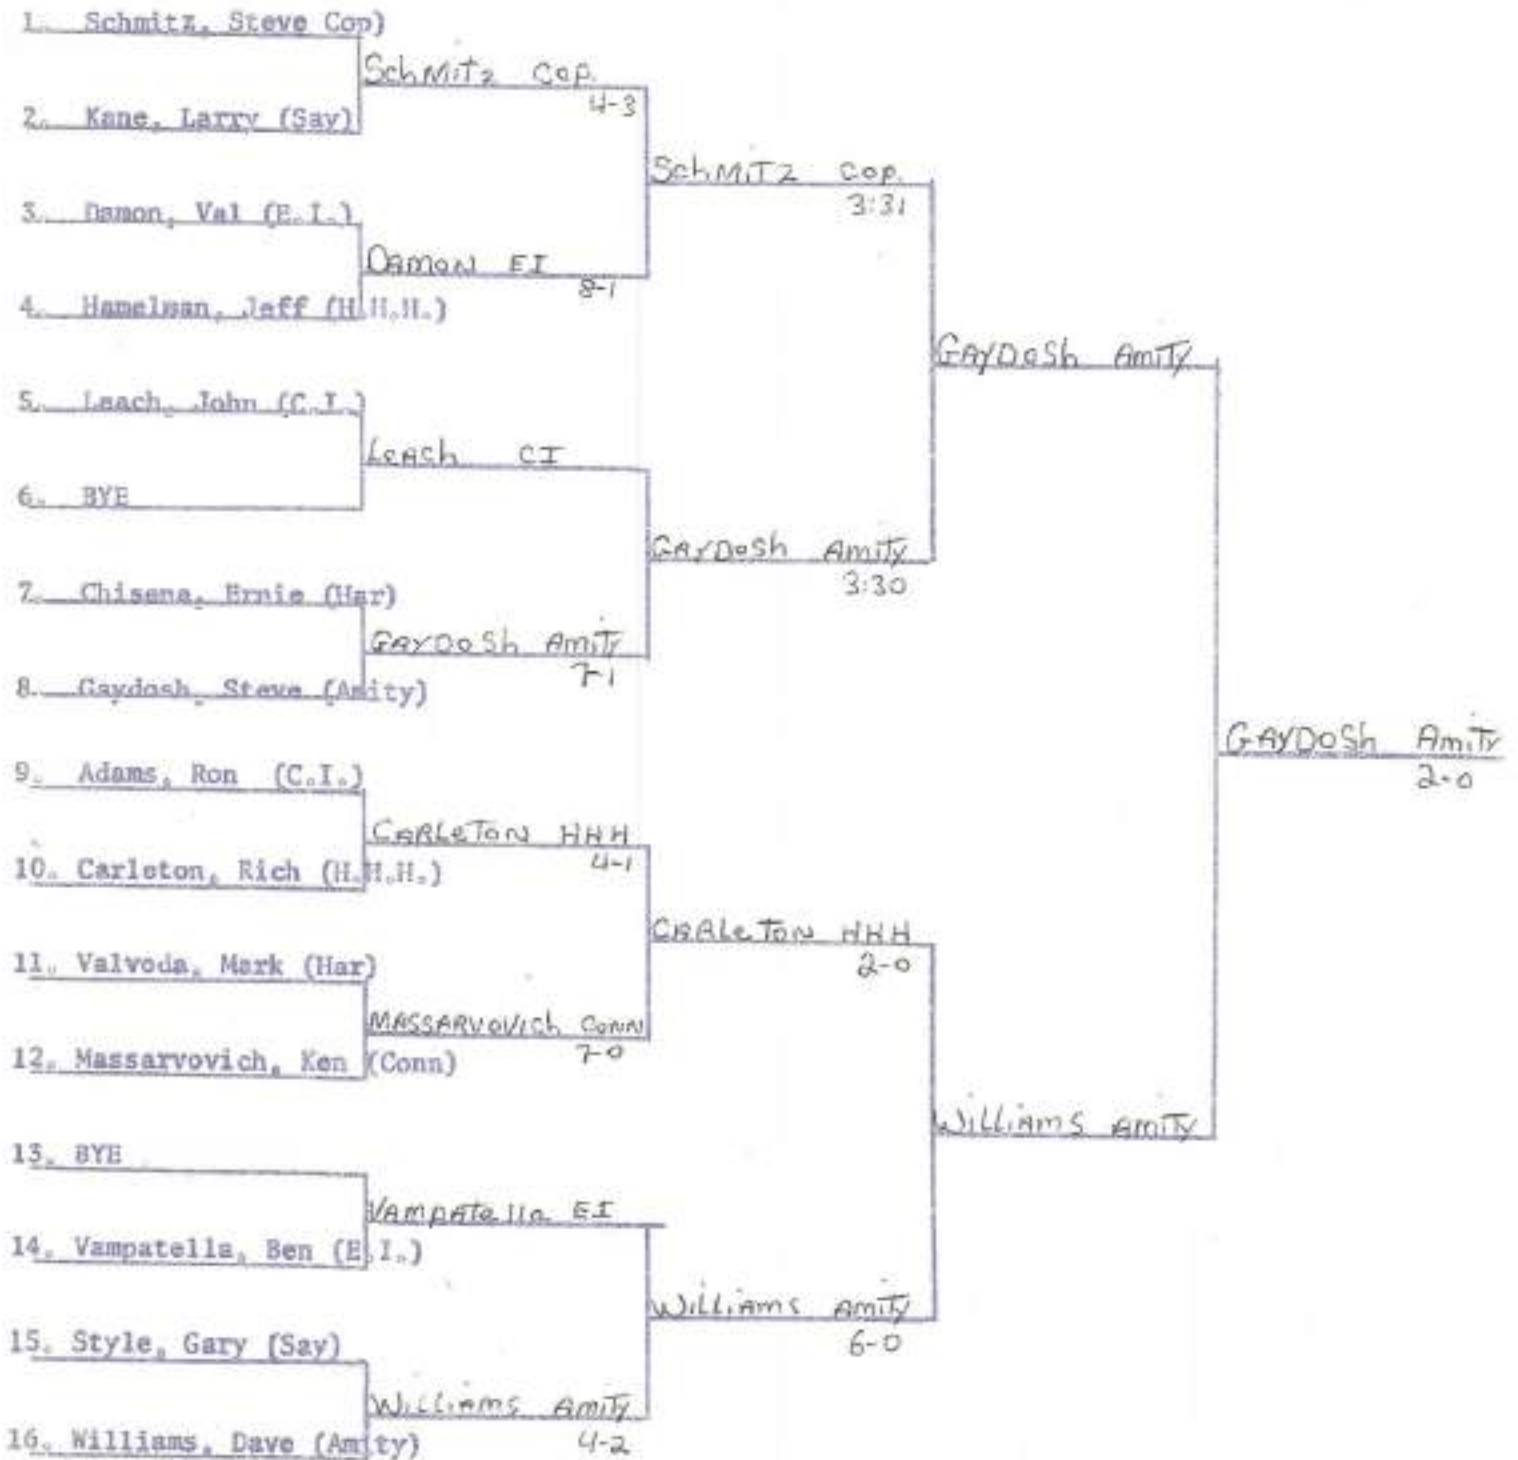 1. Schmitz, Steve Cop)
Schmitz Cop.
4-3
2. Kane, Larry (Say)
Schmitz Cop.
3:31
3. Damon, Val (E.I.)
Damon EI
8-1
4. Hamelman, Jeff (H.H.H.)
Gaydosh Amity
5. Leach, John (C.I.)
Leach CI
6. BYE
Gaydosh Amity
3:30
7. Chisena, Ernie (Har)
Gaydosh Amity
7-1
8. Gaydosh, Steve (Amity)
Gaydosh Amity
2-0
9. Adams, Ron (C.I.)
Carleton HHH
4-1
10. Carleton, Rich (H.H.H.)
Carleton HHH
2-0
11. Valvoda, Mark (Har)
Massarvovich Conn
7-0
12. Massarvovich, Ken (Conn)
Williams Amity
13. BYE
Vampatella EI
14. Vampatella, Ben (E.I.)
Williams Amity
6-0
15. Style, Gary (Say)
Williams Amity
4-2
16. Williams, Dave (Amity)